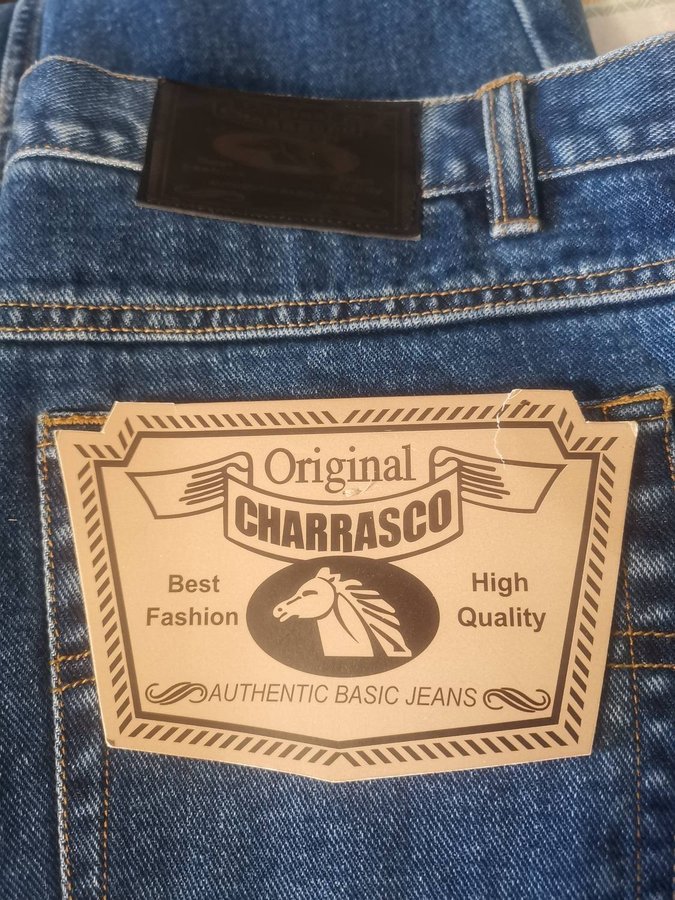 Original
CHARRASCO
Best
Fashion
High
Quality
AUTHENTIC BASIC JEANS